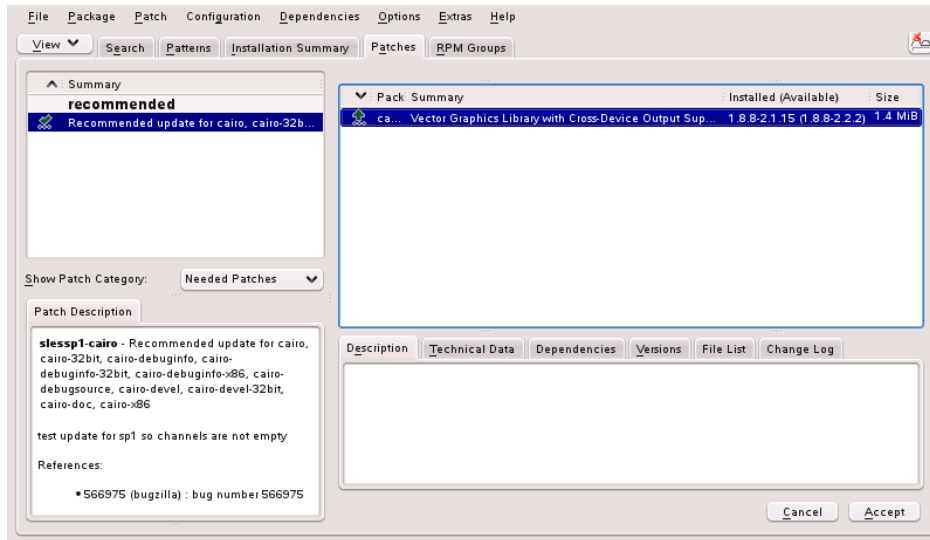 File Package Patch Configuration Dependencies Options Extras Help
View Search Patterns Installation Summary Patches RPM Groups
Summary
recommended
Recommended update for cairo, cairo-32b...
Pack Summary Installed (Available) Size
ca... Vector Graphics Library with Cross-Device Output Sup... 1.8.8-2.1.15 (1.8.8-2.2.2) 1.4 MiB
Show Patch Category: Needed Patches
Patch Description
slessp1-cairo - Recommended update for cairo,
cairo-32bit, cairo-debuginfo, cairo-
debuginfo-32bit, cairo-debuginfo-x86, cairo-
debugsource, cairo-devel, cairo-devel-32bit,
cairo-doc, cairo-x86
test update for sp1 so channels are not empty
References:
• 566975 (bugzilla) : bug number 566975
Description Technical Data Dependencies Versions File List Change Log
Cancel Accept